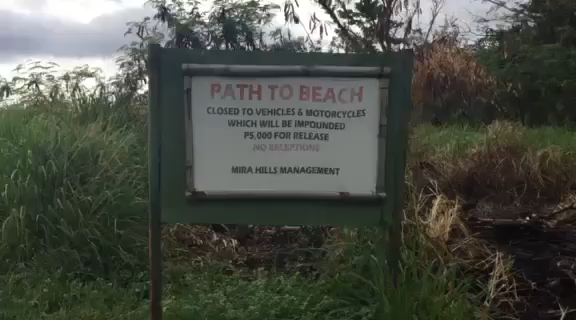 PATH TO BEACH
CLOSED TO VEHICLES & MOTORCYCLES
WHICH WILL BE IMPOUNDED
P5,000 FOR RELEASE
NO EXCEPTIONS
MIRA HILLS MANAGEMENT